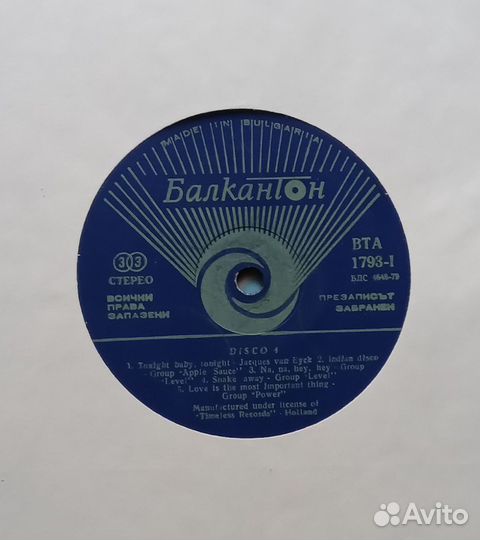 MADE IN BULGARIA
Балкантон
33
СТЕРЕО
ВСИЧКИ
ПРАВА
ЗАПАЗЕНИ
ВТА
1793-I
БДС 4648-79
ПРЕЗАПИСЪТ
ЗАБРАНЕН
DISCO 4
1. Tonight baby, tonight - Jacques van Eyck 2. Indian disco
- Group "Apple Sauce" 3. Na, na, hey, hey - Group
"Level" 4. Snake away - Group "Level"
5. Love is the most important thing -
Group "Power"
Manufactured under license of
"Timeless Records" - Holland
Avito